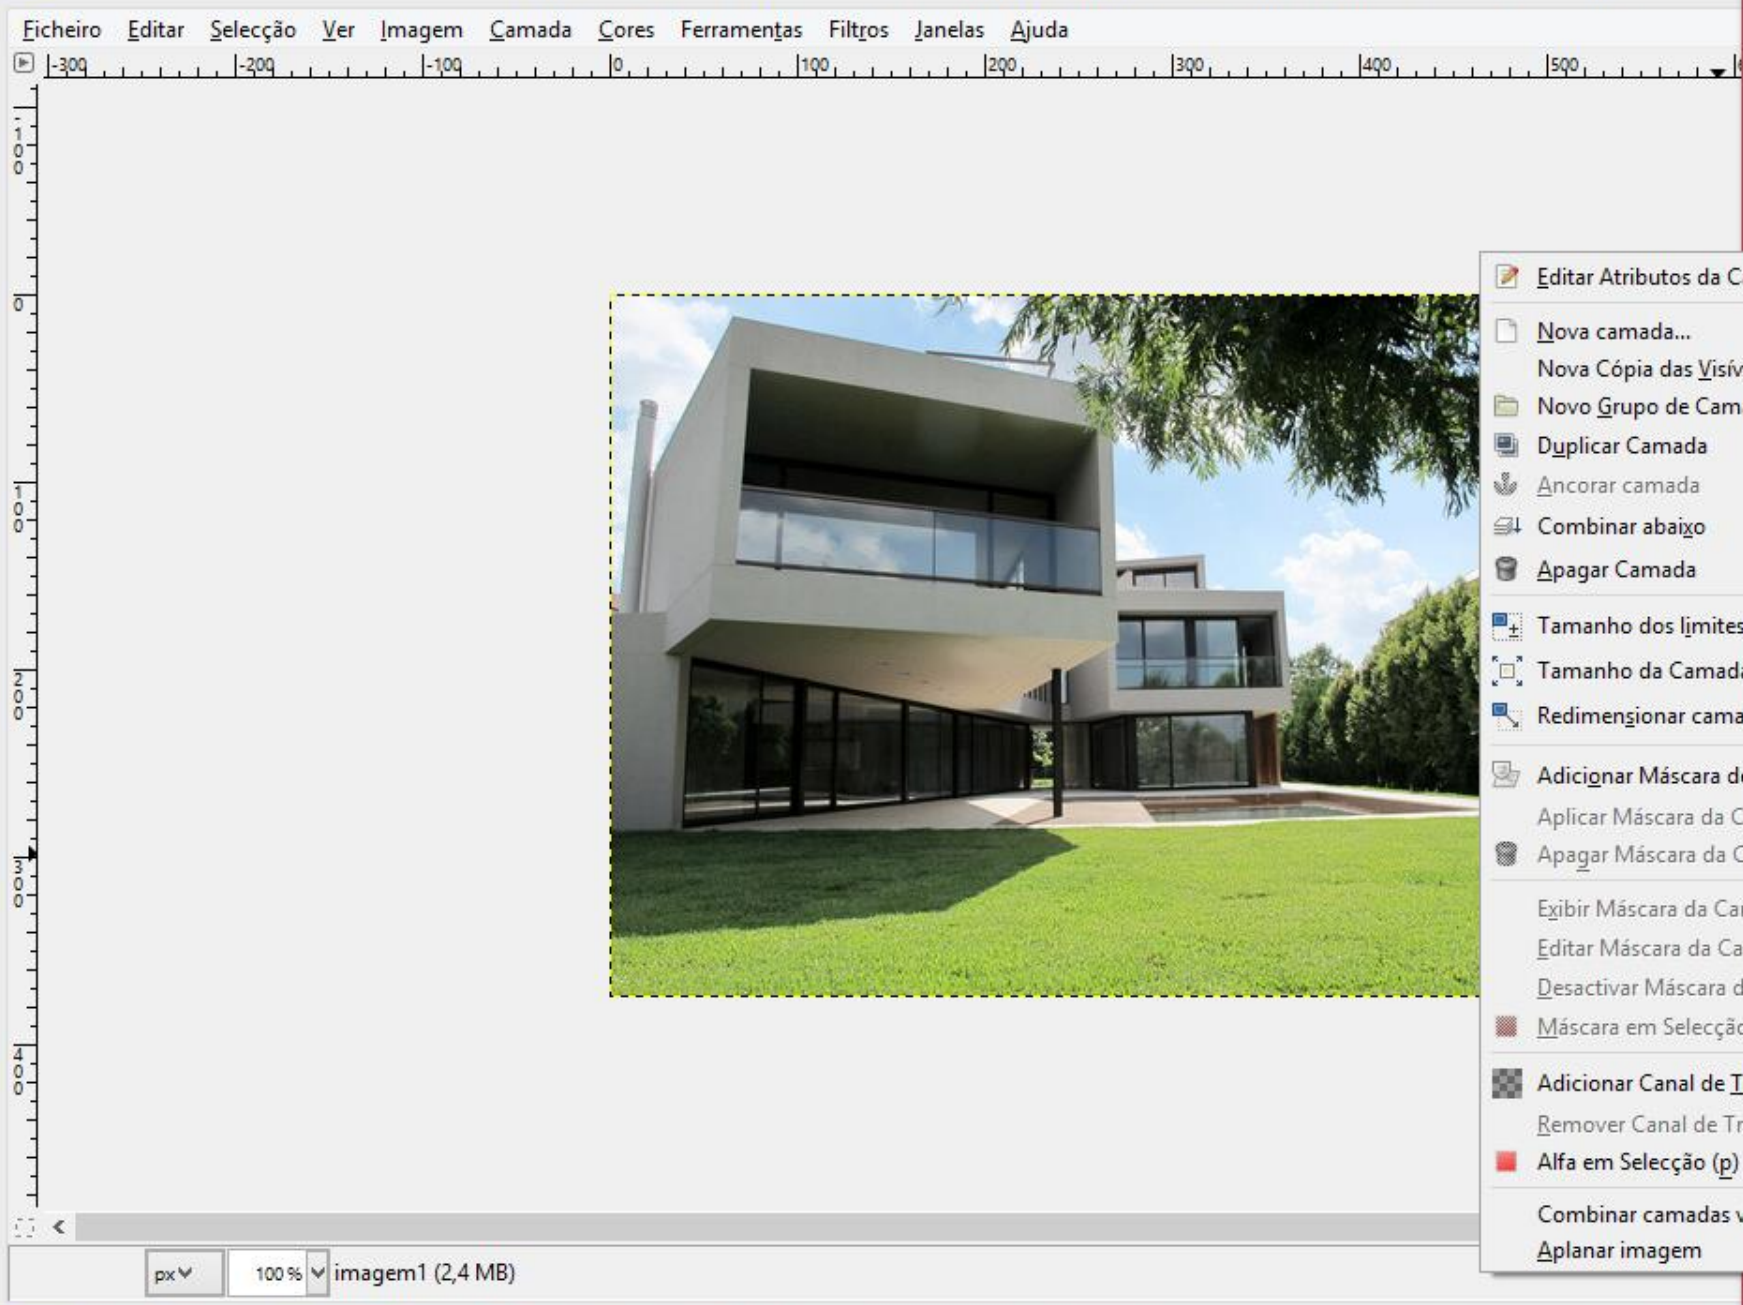 Ficheiro Editar Selecção Ver Imagem Camada Cores Ferramentas Filtros Janelas Ajuda
-300 -200 -100 0 100 200 300 400 500
-100
0
100
200
300
400
Editar Atributos da C
Nova camada...
Nova Cópia das Visív
Novo Grupo de Cam
Duplicar Camada
Ancorar camada
Combinar abaixo
Apagar Camada
Tamanho dos limites
Tamanho da Camada
Redimensionar cama
Adicionar Máscara de
Aplicar Máscara da C
Apagar Máscara da C
Exibir Máscara da Ca
Editar Máscara da Ca
Desactivar Máscara d
Máscara em Selecção
Adicionar Canal de T
Remover Canal de Tr
Alfa em Selecção (p)
Combinar camadas v
Aplanar imagem
px 100 % imagem1 (2,4 MB)